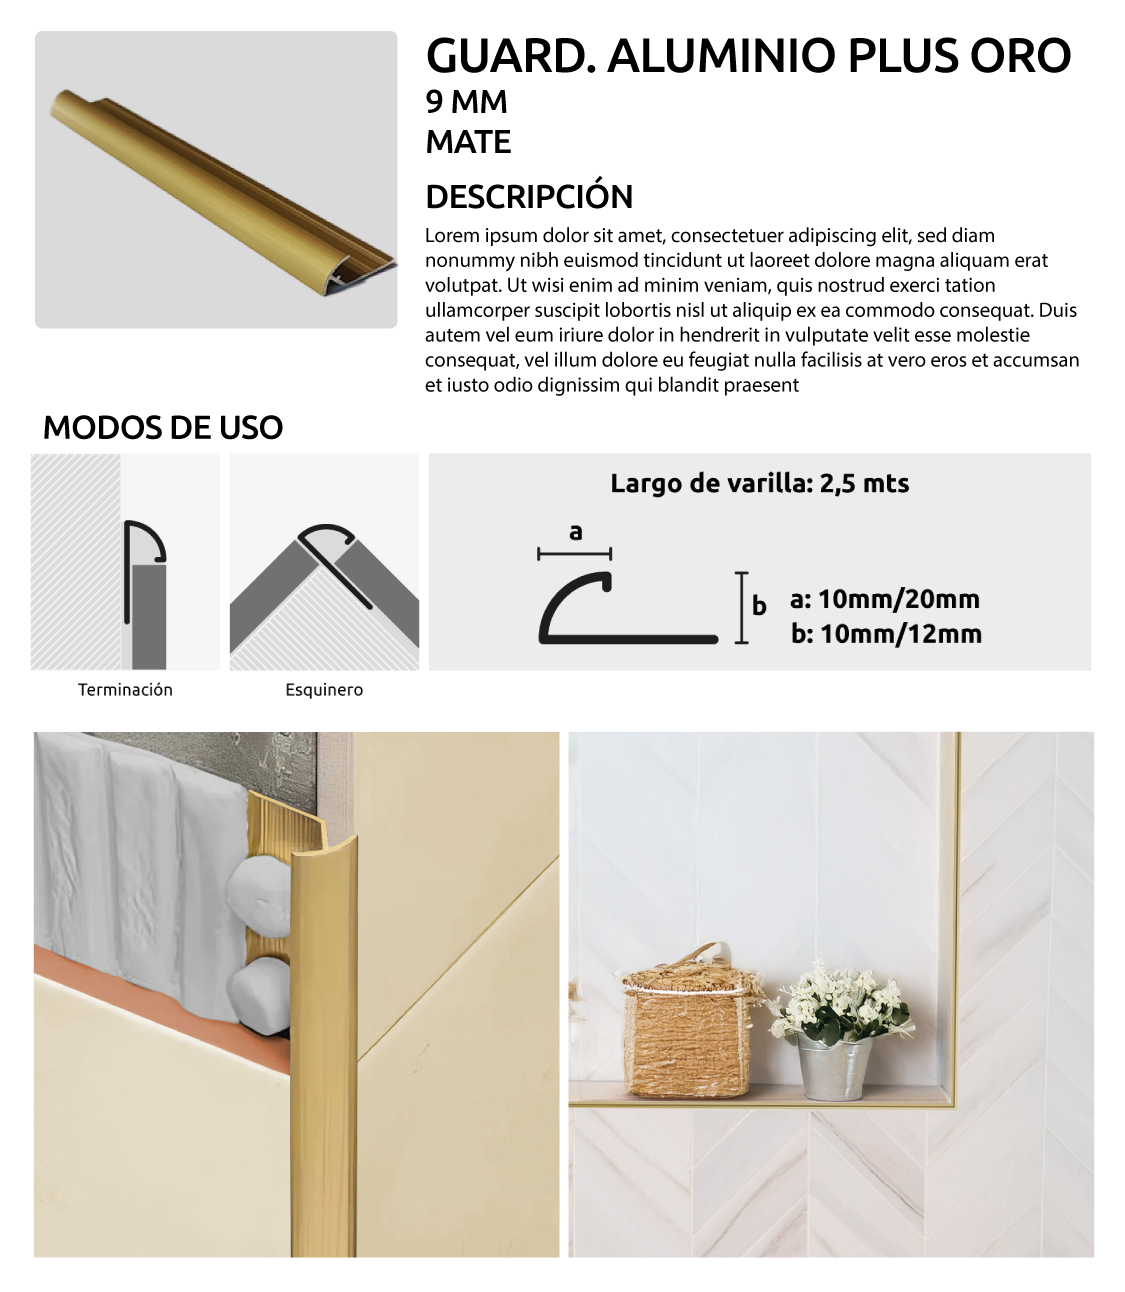 GUARD. ALUMINIO PLUS ORO
9 MM
MATE
DESCRIPCIÓN
Lorem ipsum dolor sit amet, consectetuer adipiscing elit, sed diam
nonummy nibh euismod tincidunt ut laoreet dolore magna aliquam erat
volutpat. Ut wisi enim ad minim veniam, quis nostrud exerci tation
ullamcorper suscipit lobortis nisl ut aliquip ex ea commodo consequat. Duis
autem vel eum iriure dolor in hendrerit in vulputate velit esse molestie
consequat, vel illum dolore eu feugiat nulla facilisis at vero eros et accumsan
et iusto odio dignissim qui blandit praesent
MODOS DE USO
Terminación
Esquinero
Largo de varilla: 2,5 mts
a
b
a: 10mm/20mm
b: 10mm/12mm